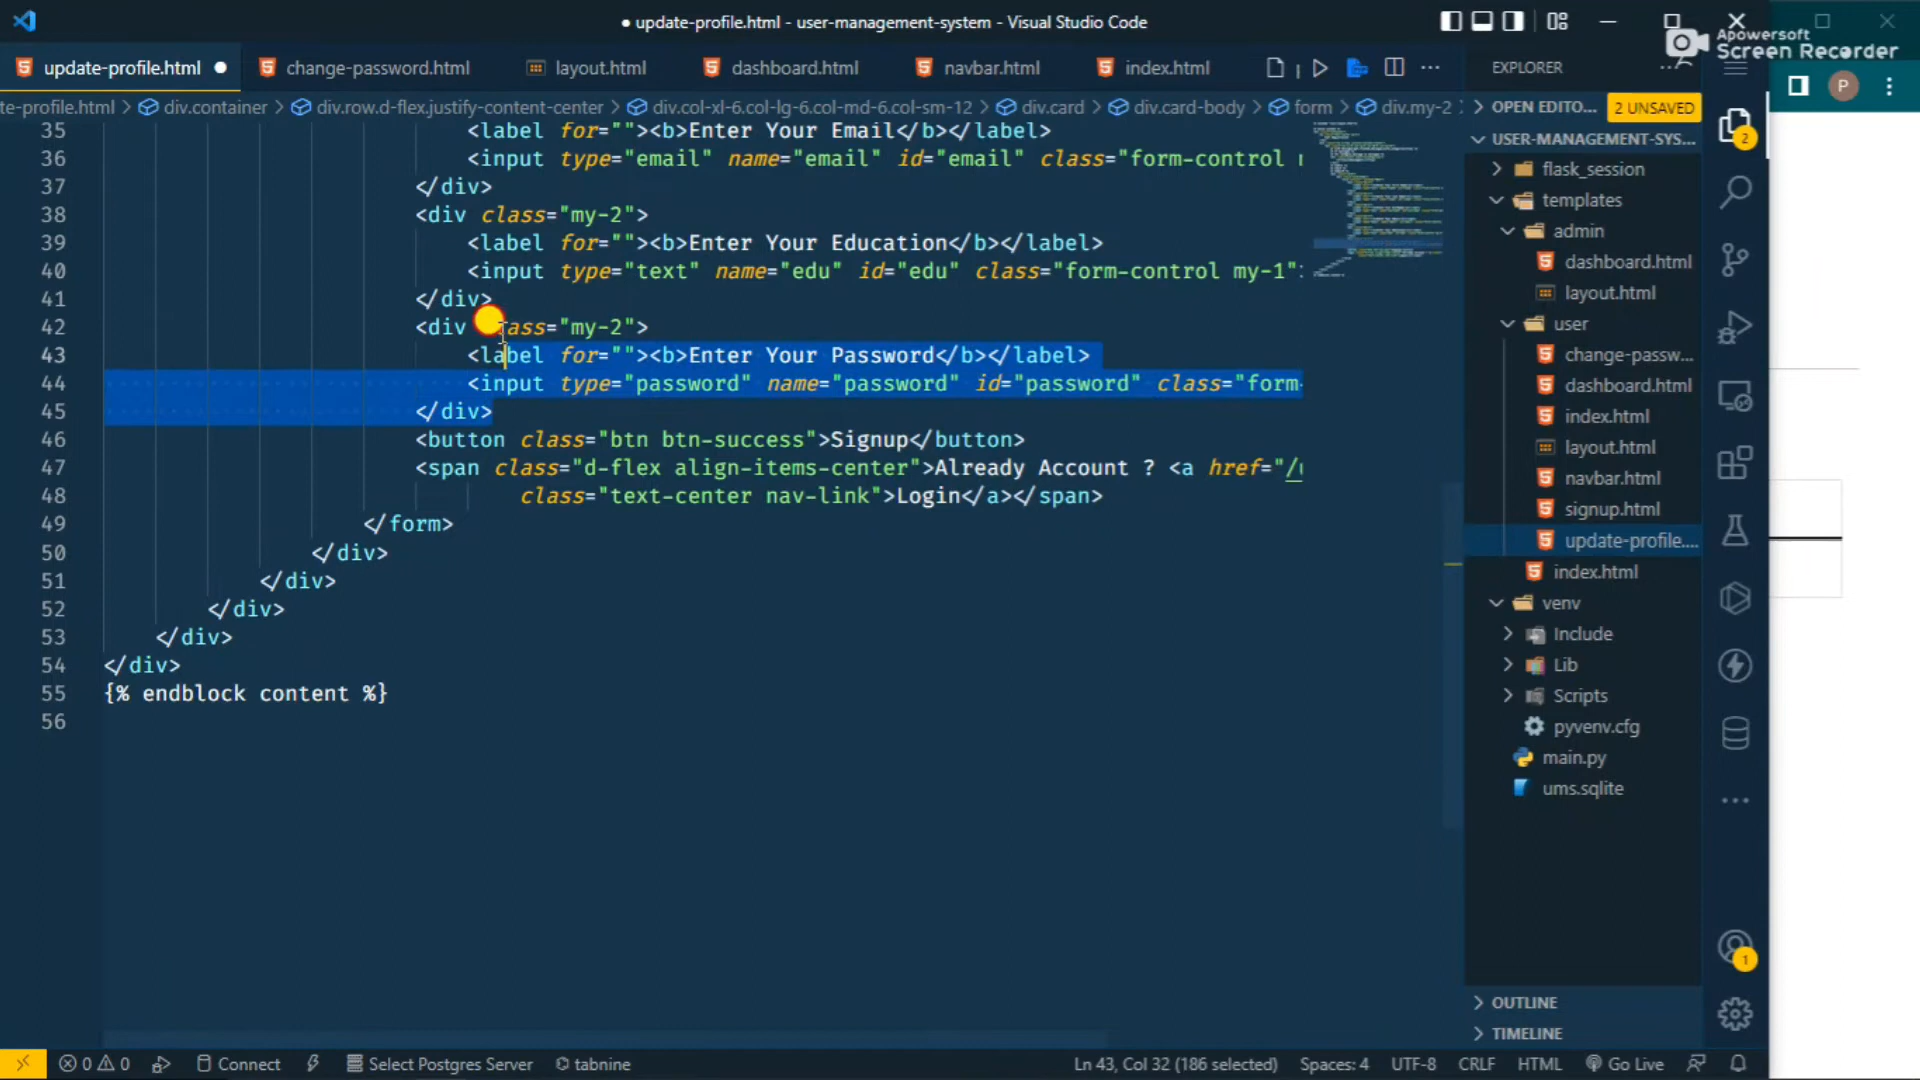 ● update-profile.html - user-management-system - Visual Studio Code
Apowersoft
Screen Recorder
update-profile.html ●
change-password.html
layout.html
dashboard.html
navbar.html
index.html
EXPLORER
te-profile.html > div.container > div.row.d-flex.justify-content-center > div.col-xl-6.col-lg-6.col-md-6.col-sm-12 > div.card > div.card-body > form > div.my-2
OPEN EDITO... 2 UNSAVED
35 <label for=""><b>Enter Your Email</b></label>
36 <input type="email" name="email" id="email" class="form-control
37 </div>
38 <div class="my-2">
39 <label for=""><b>Enter Your Education</b></label>
40 <input type="text" name="edu" id="edu" class="form-control my-1"
41 </div>
42 <div ass="my-2">
43 <label for=""><b>Enter Your Password</b></label>
44 <input type="password" name="password" id="password" class="form-
45 </div>
46 <button class="btn btn-success">Signup</button>
47 <span class="d-flex align-items-center">Already Account ? <a href="/
48 class="text-center nav-link">Login</a></span>
49 </form>
50 </div>
51 </div>
52 </div>
53 </div>
54 </div>
55 {% endblock content %}
56
USER-MANAGEMENT-SYS...
flask_session
templates
admin
dashboard.html
layout.html
user
change-passw...
dashboard.html
index.html
layout.html
navbar.html
signup.html
update-profile....
index.html
venv
Include
Lib
Scripts
pyvenv.cfg
main.py
ums.sqlite
OUTLINE
TIMELINE
2
1
P
0 0 Connect Select Postgres Server tabnine Ln 43, Col 32 (186 selected) Spaces: 4 UTF-8 CRLF HTML Go Live